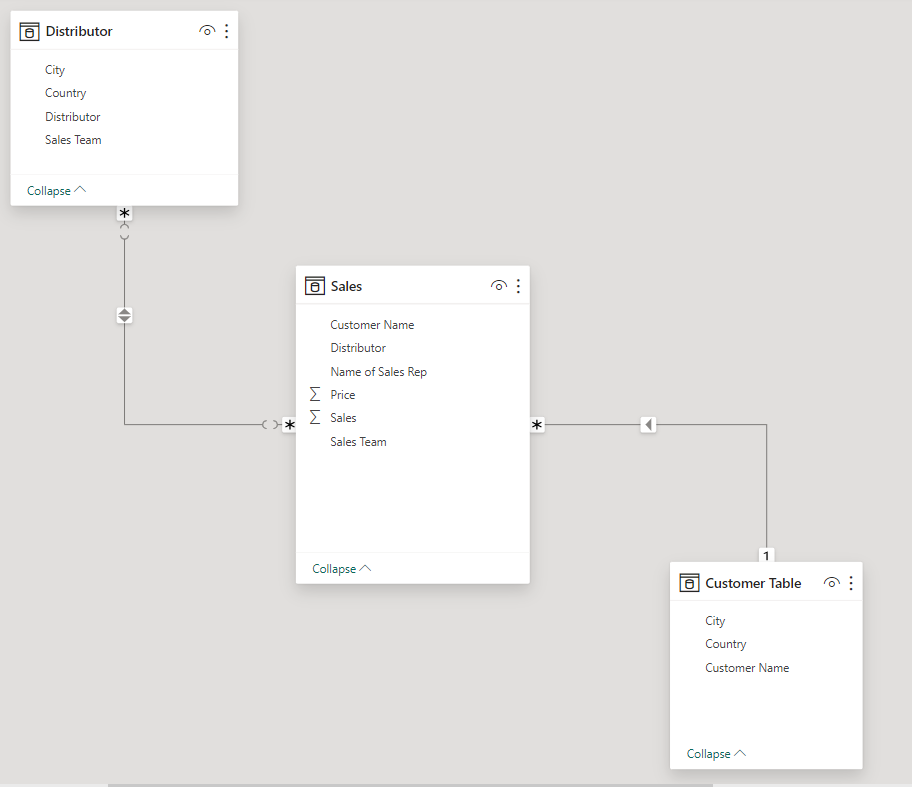 Distributor
City
Country
Distributor
Sales Team
Collapse
*
*
Sales
Customer Name
Distributor
Name of Sales Rep
∑ Price
∑ Sales
Sales Team
Collapse
*
1
Customer Table
City
Country
Customer Name
Collapse